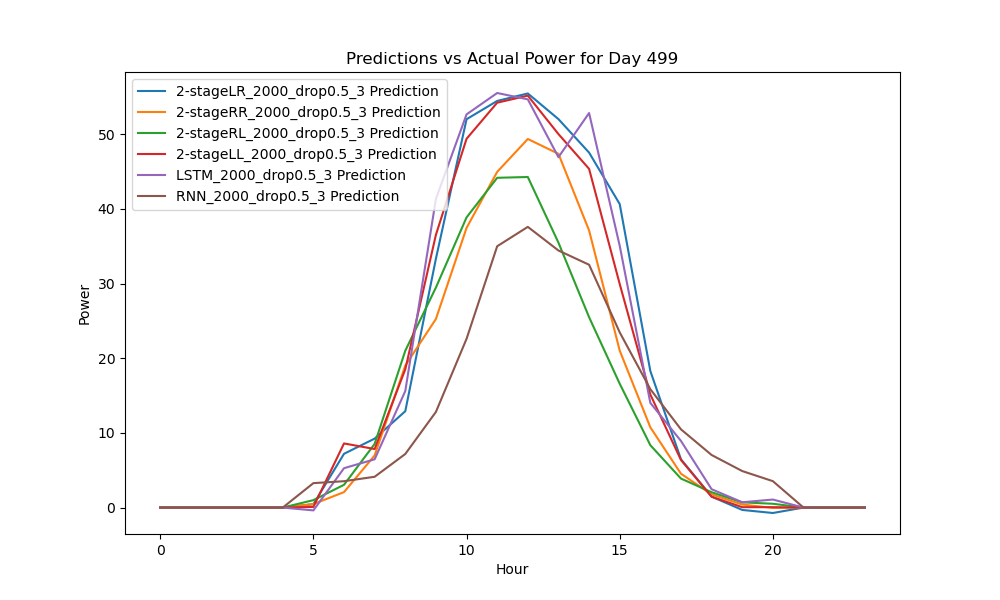 Predictions vs Actual Power for Day 499
2-stageLR_2000_drop0.5_3 Prediction
2-stageRR_2000_drop0.5_3 Prediction
2-stageRL_2000_drop0.5_3 Prediction
2-stageLL_2000_drop0.5_3 Prediction
LSTM_2000_drop0.5_3 Prediction
RNN_2000_drop0.5_3 Prediction
Power
50
40
30
20
10
0
0 5 10 15 20
Hour